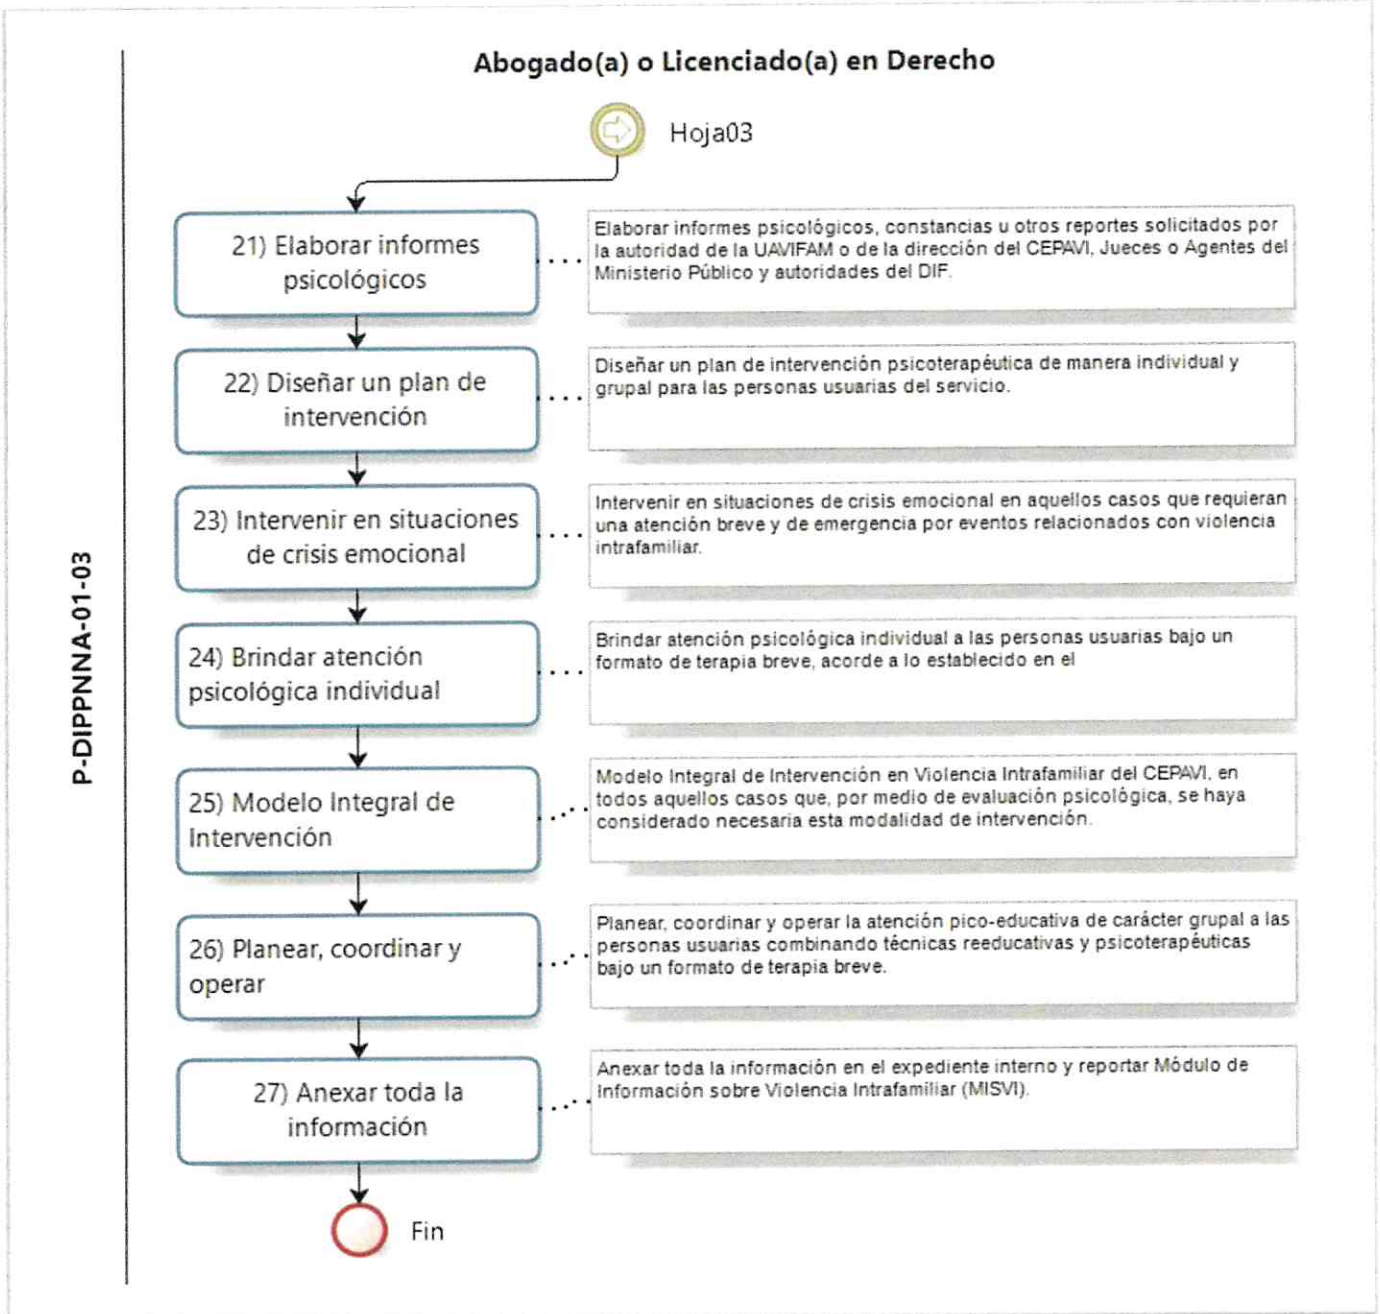 Abogado(a) o Licenciado(a) en Derecho
Hoja03
P-DIPPNNA-01-03
21) Elaborar informes
psicológicos
Elaborar informes psicológicos, constancias u otros reportes solicitados por
la autoridad de la UAVIFAM o de la dirección del CEPAVI, Jueces o Agentes del
Ministerio Público y autoridades del DIF.
22) Diseñar un plan de
intervención
Diseñar un plan de intervención psicoterapéutica de manera individual y
grupal para las personas usuarias del servicio.
23) Intervenir en situaciones
de crisis emocional
Intervenir en situaciones de crisis emocional en aquellos casos que requieran
una atención breve y de emergencia por eventos relacionados con violencia
intrafamiliar.
24) Brindar atención
psicológica individual
Brindar atención psicológica individual a las personas usuarias bajo un
formato de terapia breve, acorde a lo establecido en el
25) Modelo Integral de
Intervención
Modelo Integral de Intervención en Violencia Intrafamiliar del CEPAVI, en
todos aquellos casos que, por medio de evaluación psicológica, se haya
considerado necesaria esta modalidad de intervención.
26) Planear, coordinar y
operar
Planear, coordinar y operar la atención pico-educativa de carácter grupal a las
personas usuarias combinando técnicas reeducativas y psicoterapéuticas
bajo un formato de terapia breve.
27) Anexar toda la
información
Anexar toda la información en el expediente interno y reportar Módulo de
Información sobre Violencia Intrafamiliar (MISVI).
Fin